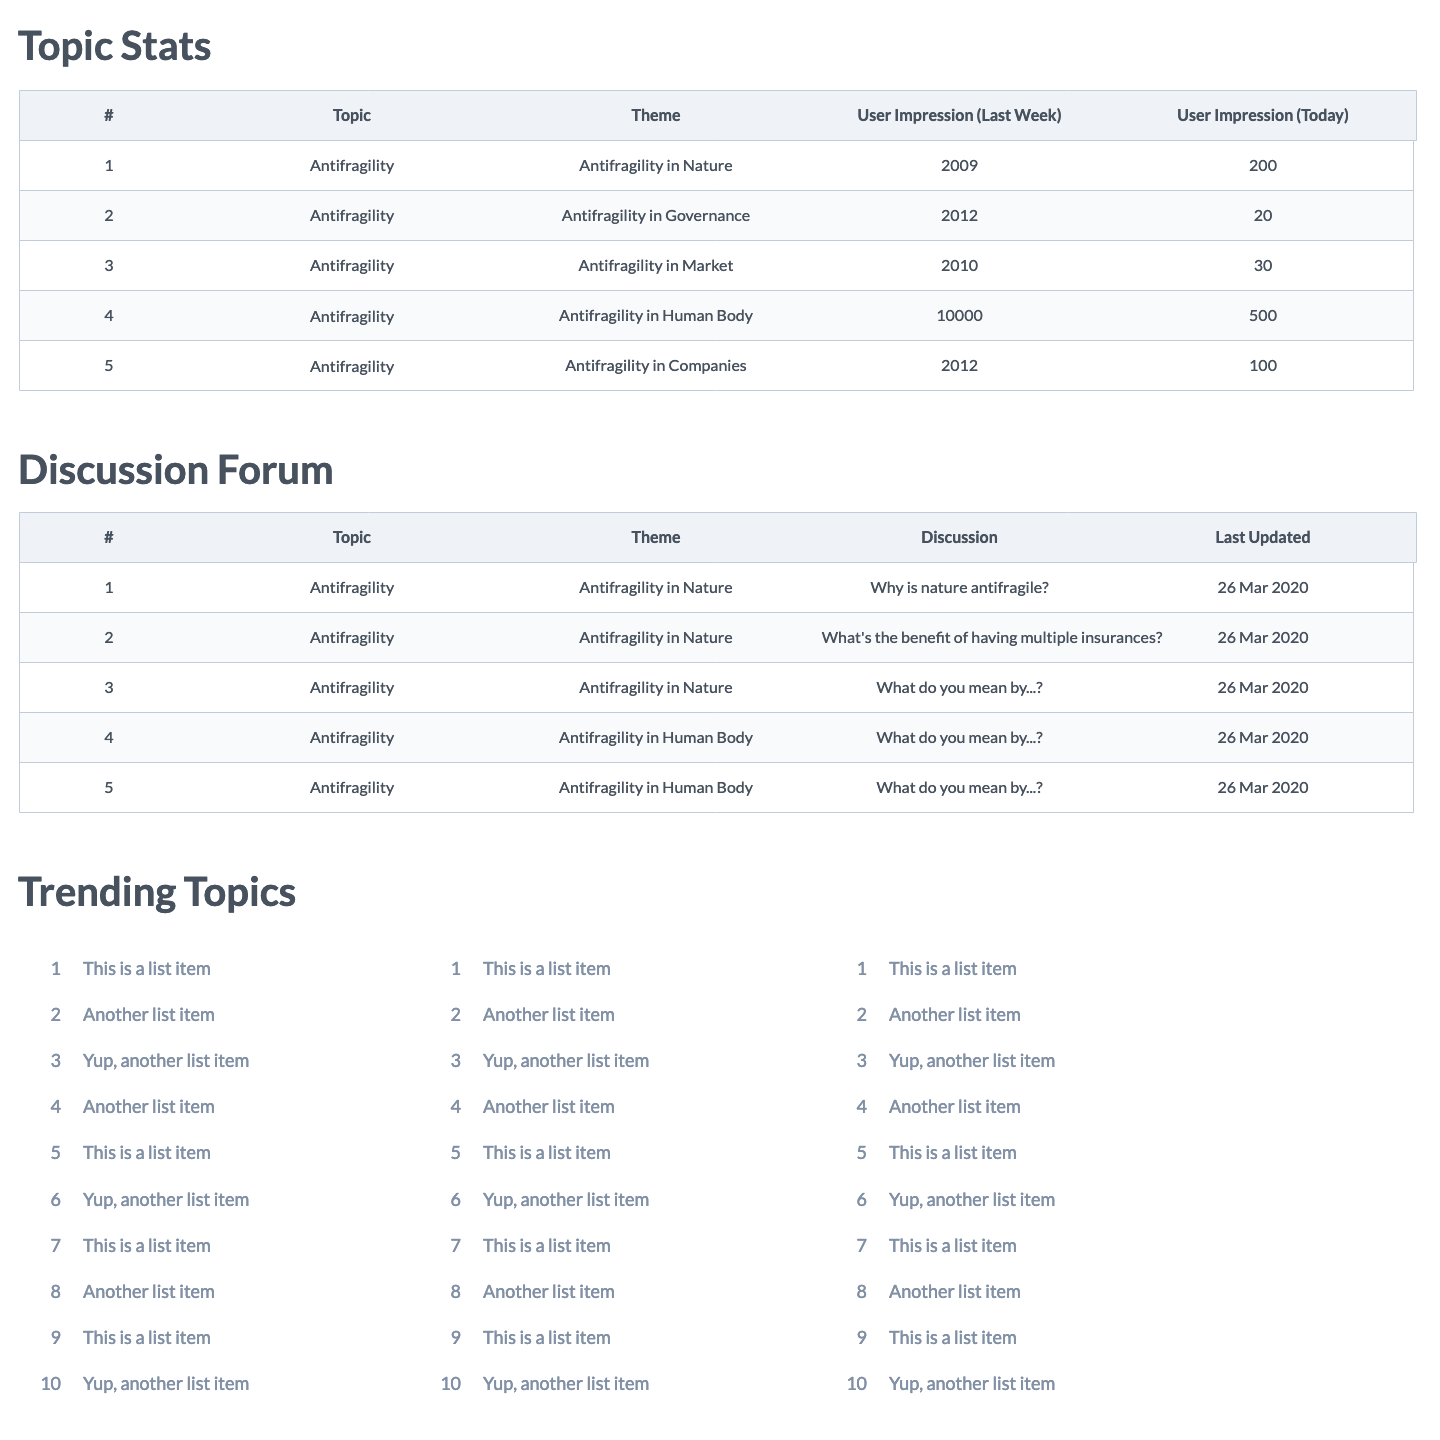 Topic Stats
# Topic Theme User Impression (Last Week) User Impression (Today)
1 Antifragility Antifragility in Nature 2009 200
2 Antifragility Antifragility in Governance 2012 20
3 Antifragility Antifragility in Market 2010 30
4 Antifragility Antifragility in Human Body 10000 500
5 Antifragility Antifragility in Companies 2012 100
Discussion Forum
# Topic Theme Discussion Last Updated
1 Antifragility Antifragility in Nature Why is nature antifragile? 26 Mar 2020
2 Antifragility Antifragility in Nature What's the benefit of having multiple insurances? 26 Mar 2020
3 Antifragility Antifragility in Nature What do you mean by...? 26 Mar 2020
4 Antifragility Antifragility in Human Body What do you mean by...? 26 Mar 2020
5 Antifragility Antifragility in Human Body What do you mean by...? 26 Mar 2020
Trending Topics
1 This is a list item
2 Another list item
3 Yup, another list item
4 Another list item
5 This is a list item
6 Yup, another list item
7 This is a list item
8 Another list item
9 This is a list item
10 Yup, another list item
1 This is a list item
2 Another list item
3 Yup, another list item
4 Another list item
5 This is a list item
6 Yup, another list item
7 This is a list item
8 Another list item
9 This is a list item
10 Yup, another list item
1 This is a list item
2 Another list item
3 Yup, another list item
4 Another list item
5 This is a list item
6 Yup, another list item
7 This is a list item
8 Another list item
9 This is a list item
10 Yup, another list item